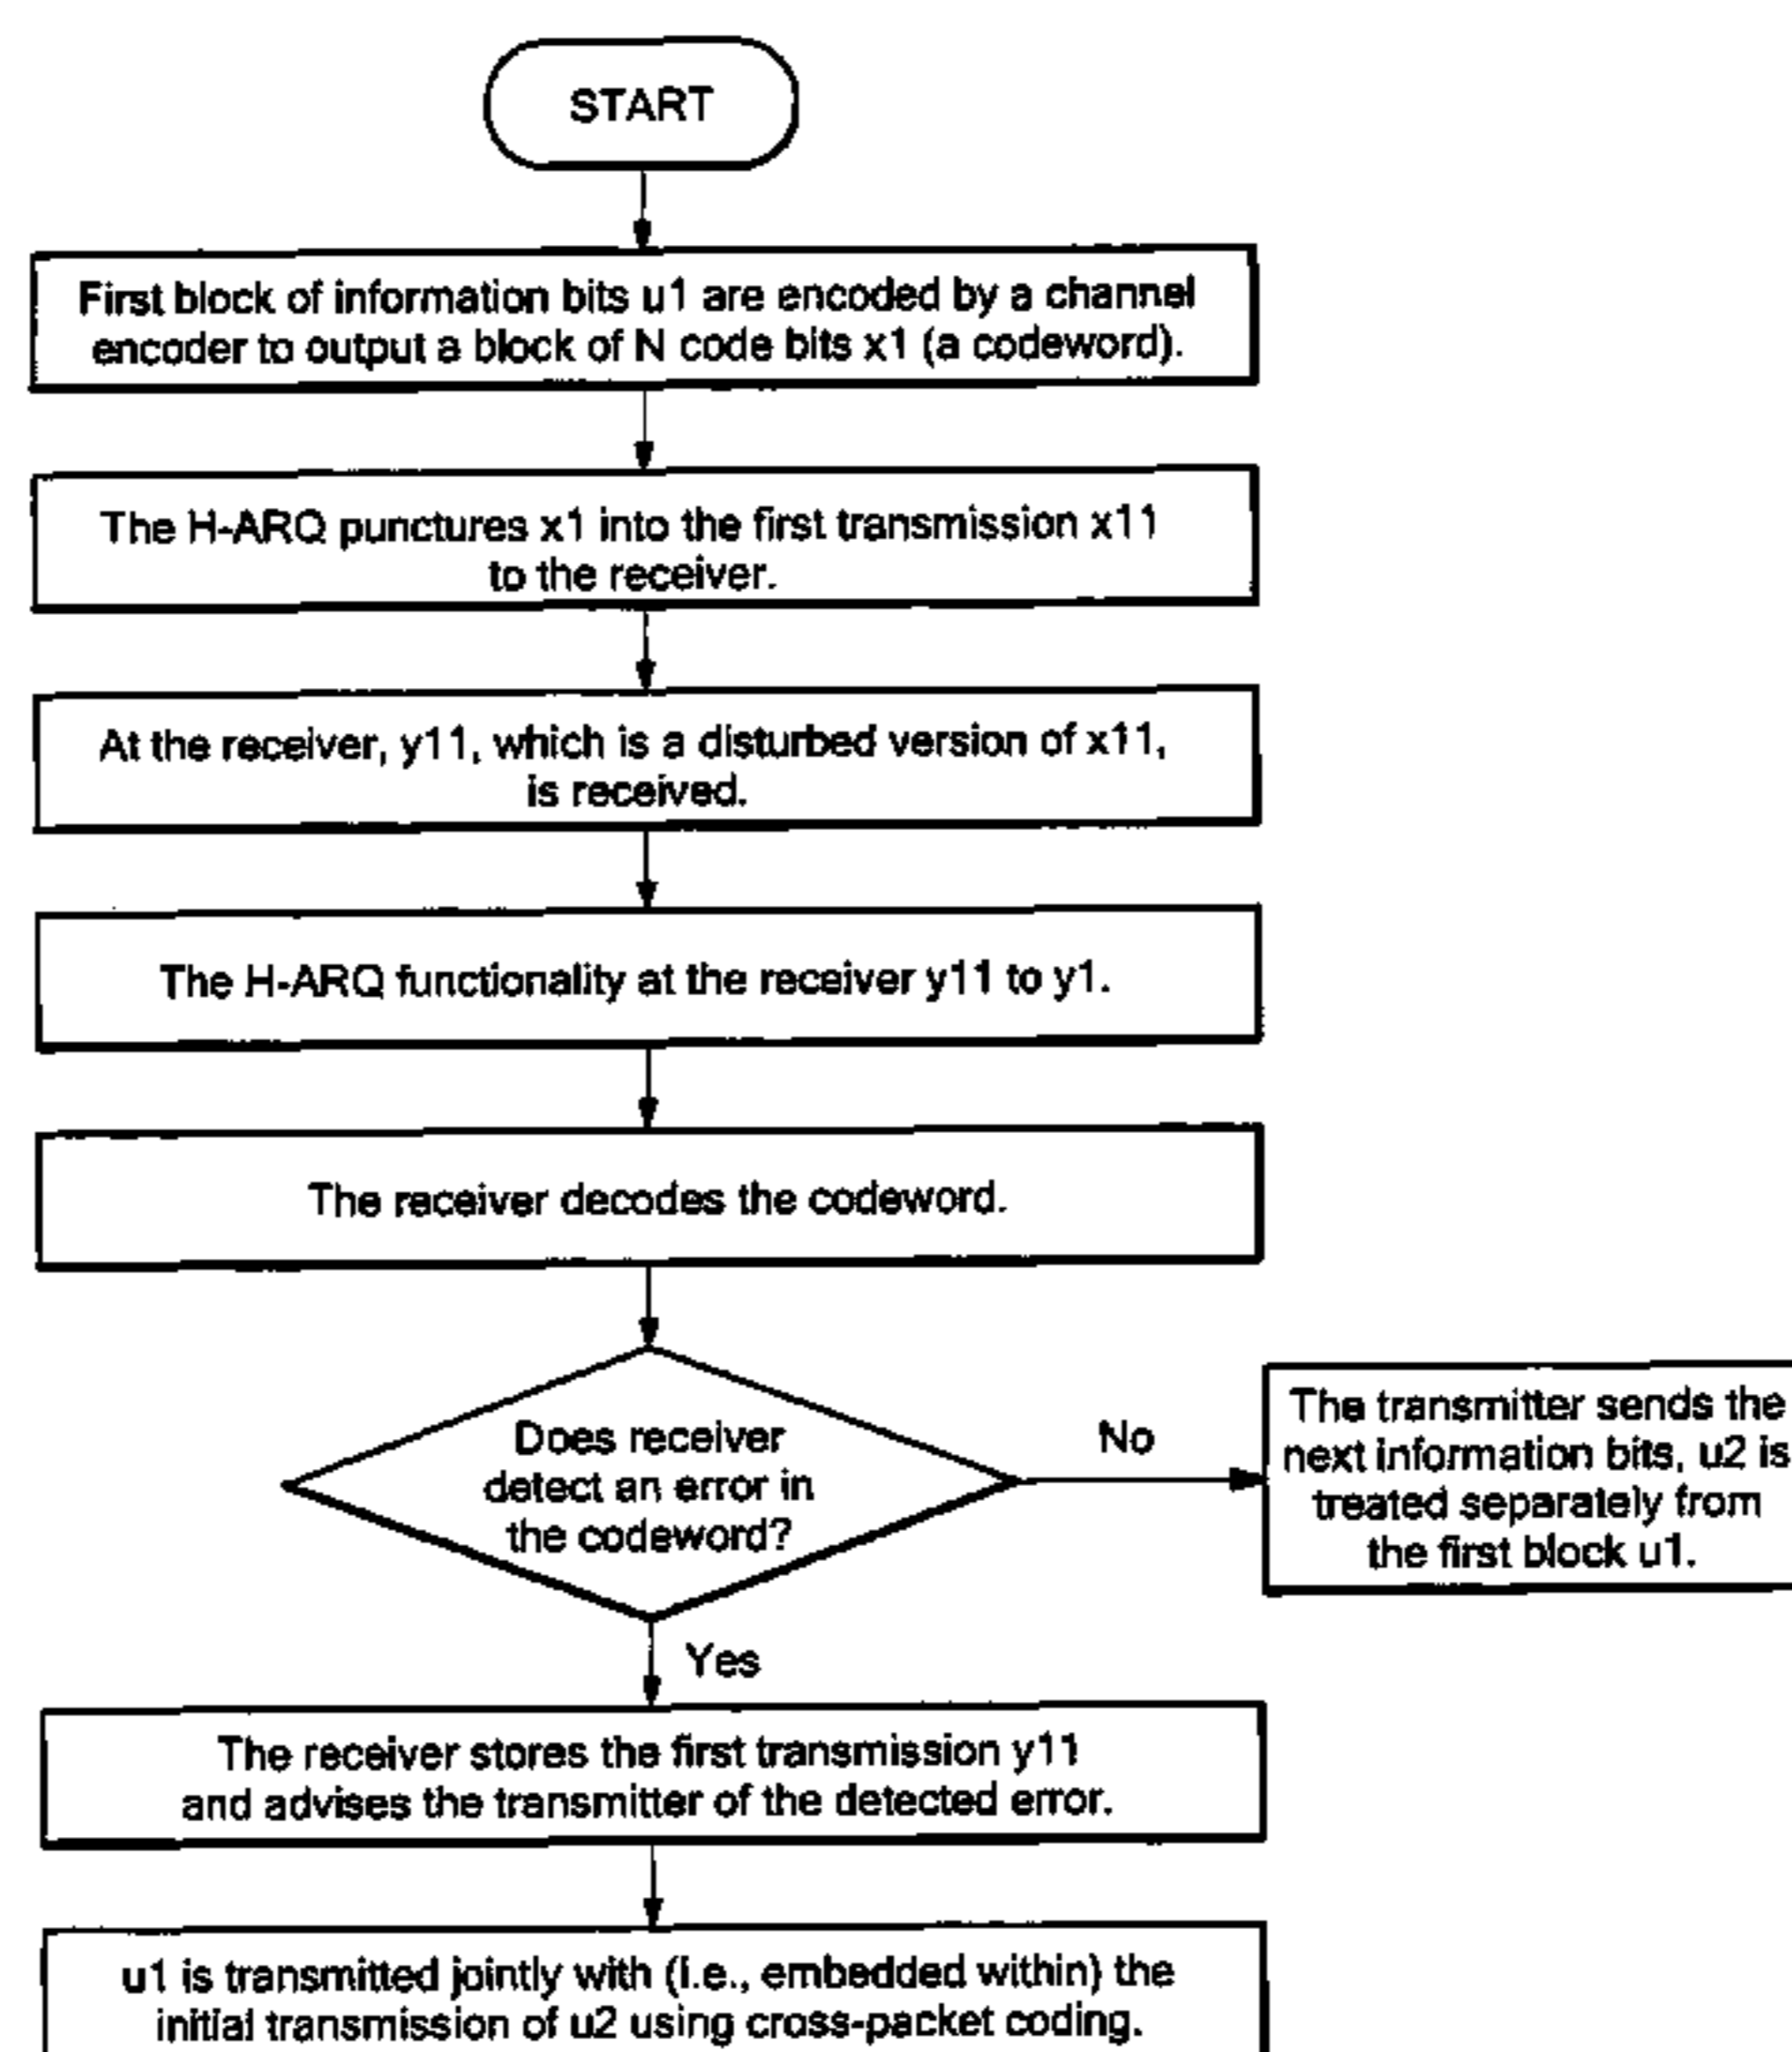 START
First block of information bits u1 are encoded by a channel
encoder to output a block of N code bits x1 (a codeword).
The H-ARQ punctures x1 into the first transmission x11
to the receiver.
At the receiver, y11, which is a disturbed version of x11,
is received.
The H-ARQ functionality at the receiver y11 to y1.
The receiver decodes the codeword.
Does receiver
detect an error in
the codeword?
No
The transmitter sends the
next information bits, u2 is
treated separately from
the first block u1.
Yes
The receiver stores the first transmission y11
and advises the transmitter of the detected error.
u1 is transmitted jointly with (i.e., embedded within) the
initial transmission of u2 using cross-packet coding.